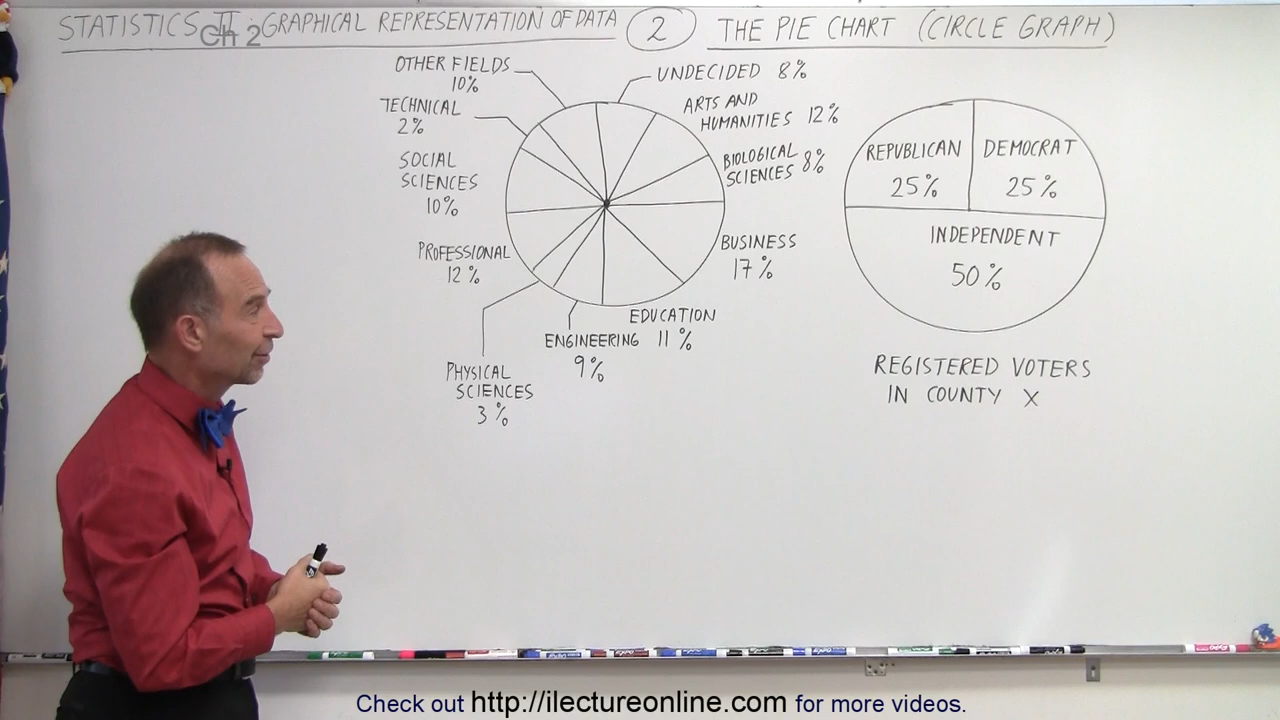 STATISTICS II: GRAPHICAL REPRESENTATION OF DATA 2 THE PIE CHART (CIRCLE GRAPH)
Ch 2
OTHER FIELDS
10%
UNDECIDED 8%
TECHNICAL
2%
ARTS AND
HUMANITIES 12%
SOCIAL
SCIENCES
10%
BIOLOGICAL
SCIENCES 8%
PROFESSIONAL
12%
BUSINESS
17%
EDUCATION
11%
ENGINEERING
9%
PHYSICAL
SCIENCES
3%
REPUBLICAN
25%
DEMOCRAT
25%
INDEPENDENT
50%
REGISTERED VOTERS
IN COUNTY X
Check out http://ilectureonline.com for more videos.